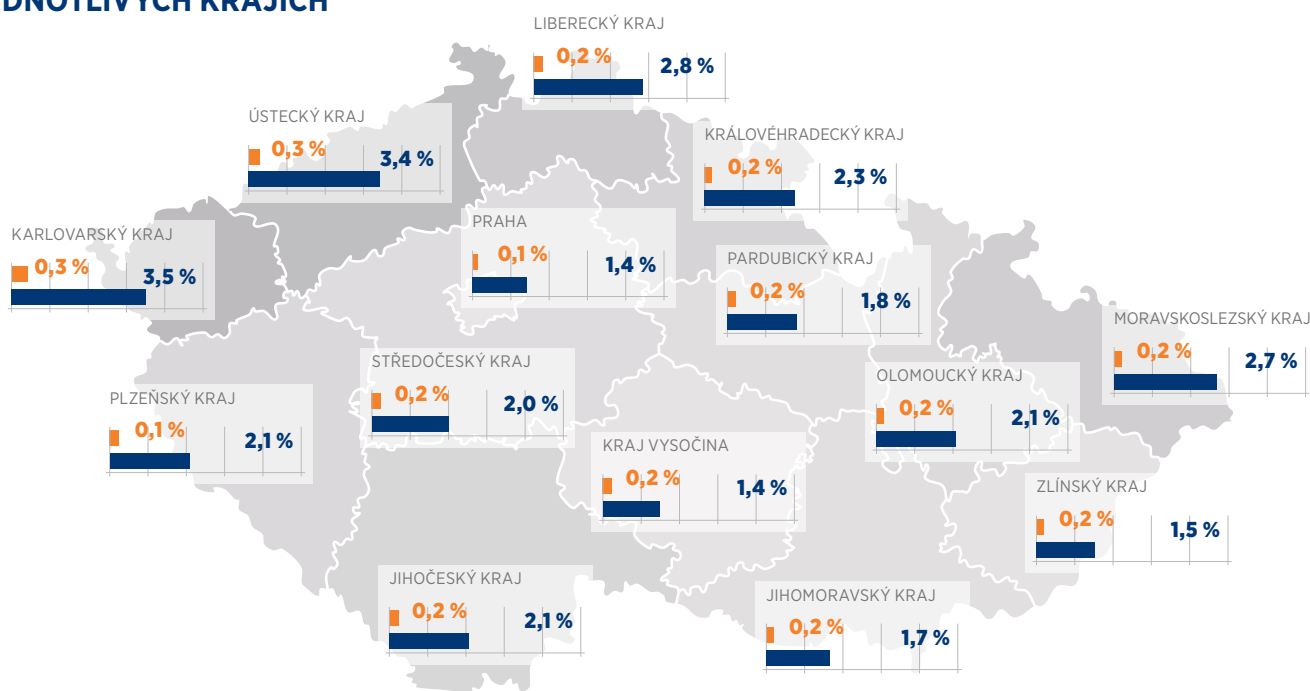 DNOTLIVÝCH KRAJÍCH
LIBERECKÝ KRAJ
0,2 %
2,8 %
ÚSTECKÝ KRAJ
0,3 %
3,4 %
KRÁLOVÉHRADECKÝ KRAJ
0,2 %
2,3 %
KARLOVARSKÝ KRAJ
0,3 %
3,5 %
PRAHA
0,1 %
1,4 %
PARDUBICKÝ KRAJ
0,2 %
1,8 %
MORAVSKOSLEZSKÝ KRAJ
0,2 %
2,7 %
STŘEDOČESKÝ KRAJ
0,2 %
2,0 %
OLOMOUCKÝ KRAJ
0,2 %
2,1 %
PLZEŇSKÝ KRAJ
0,1 %
2,1 %
KRAJ VYSOČINA
0,2 %
1,4 %
ZLÍNSKÝ KRAJ
0,2 %
1,5 %
JIHOČESKÝ KRAJ
0,2 %
2,1 %
JIHOMORAVSKÝ KRAJ
0,2 %
1,7 %